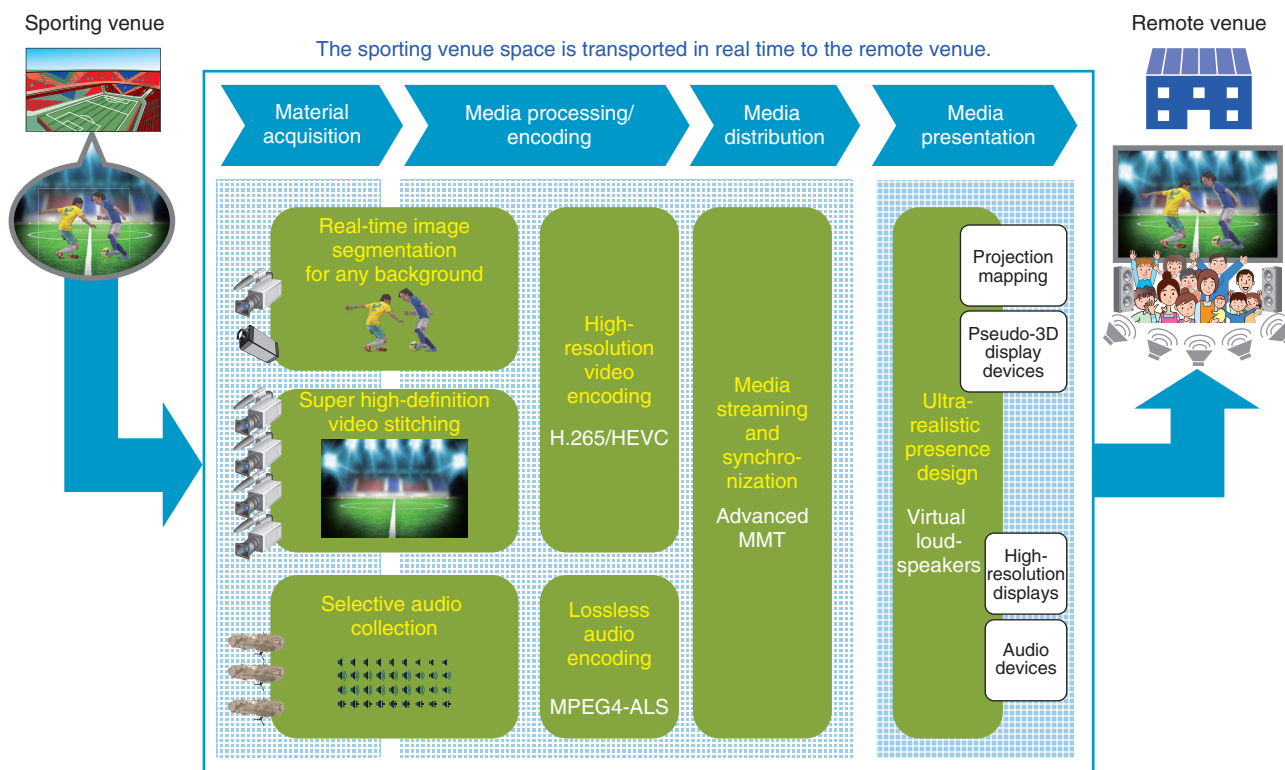 Sporting venue
Remote venue
The sporting venue space is transported in real time to the remote venue.
Material
acquisition
Media processing/
encoding
Media
distribution
Media
presentation
Real-time image
segmentation
for any background
Super high-definition
video stitching
Selective audio
collection
High-
resolution
video
encoding
H.265/HEVC
Lossless
audio
encoding
MPEG4-ALS
Media
streaming
and
synchro-
nization
Advanced
MMT
Ultra-
realistic
presence
design
Virtual
loud-
speakers
Projection
mapping
Pseudo-3D
display
devices
High-
resolution
displays
Audio
devices